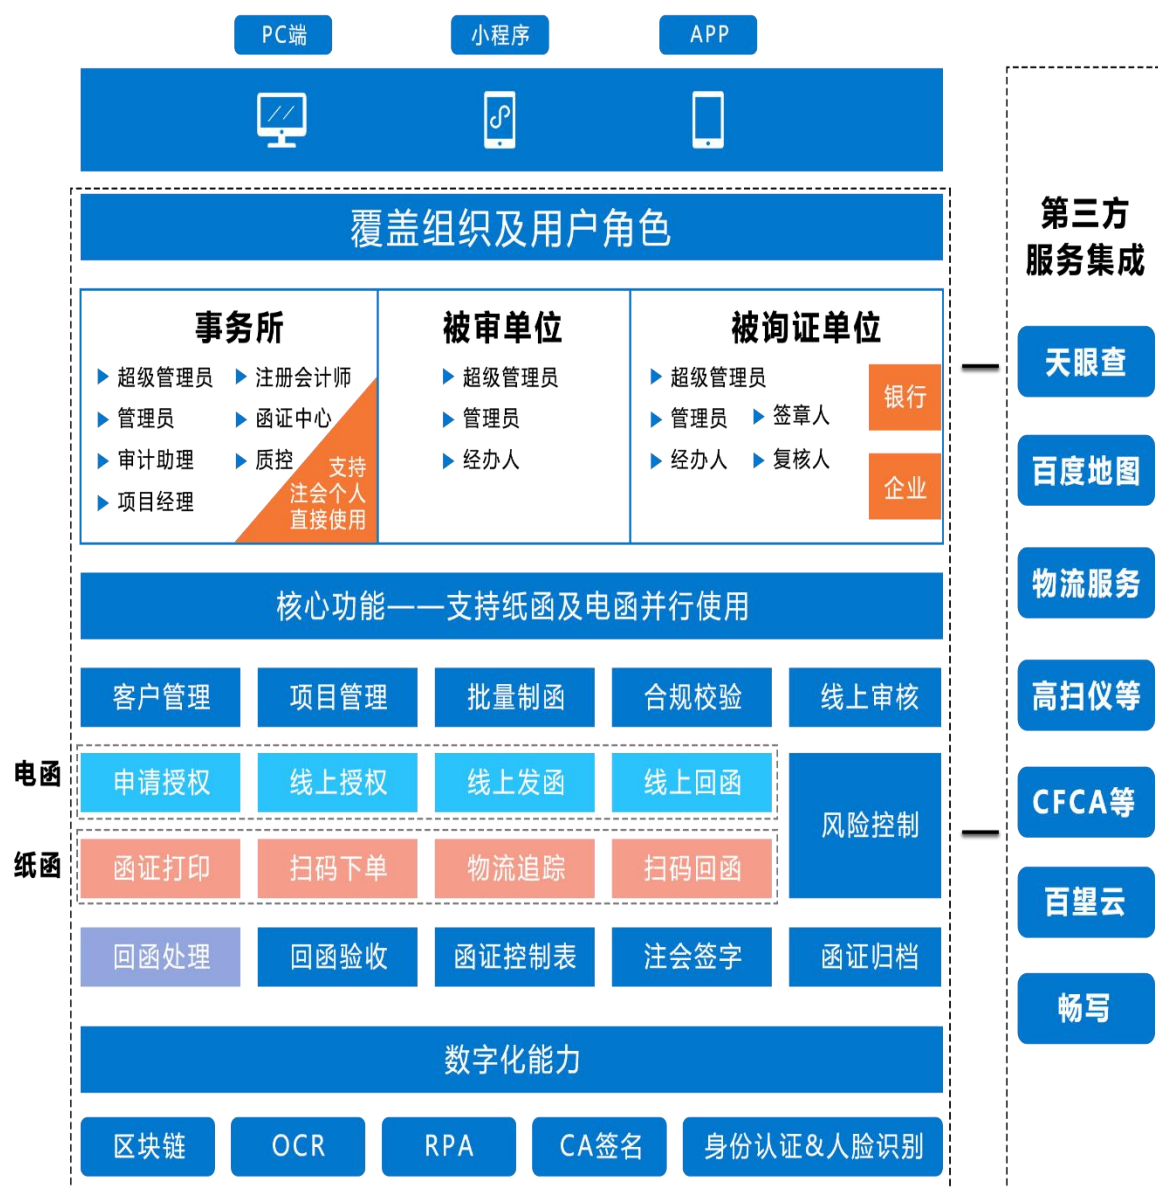 PC端
小程序
APP
覆盖组织及用户角色
事务所
超级管理员
注册会计师
管理员
函证中心
审计助理
质控
项目经理
支持
注会个人
直接使用
被审单位
超级管理员
管理员
经办人
被询证单位
超级管理员
管理员
签章人
经办人
复核人
银行
企业
核心功能——支持纸函及电函并行使用
客户管理
项目管理
批量制函
合规校验
线上审核
电函
申请授权
线上授权
线上发函
线上回函
风险控制
纸函
函证打印
扫码下单
物流追踪
扫码回函
回函处理
回函验收
函证控制表
注会签字
函证归档
数字化能力
区块链
OCR
RPA
CA签名
身份认证&人脸识别
第三方
服务集成
天眼查
百度地图
物流服务
高扫仪等
CFCA等
百望云
畅写